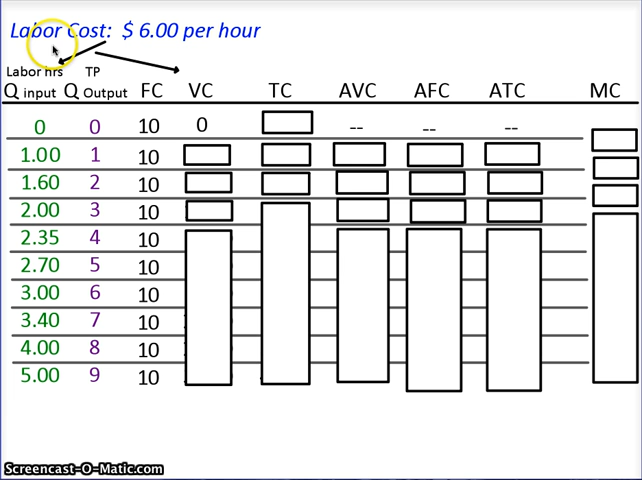 Labor Cost: $ 6.00 per hour
Labor hrs TP
Q input Q Output FC VC TC AVC AFC ATC MC
0 0 10 0 -- -- --
1.00 1 10
1.60 2 10
2.00 3 10
2.35 4 10
2.70 5 10
3.00 6 10
3.40 7 10
4.00 8 10
5.00 9 10
Screencast-O-Matic.com